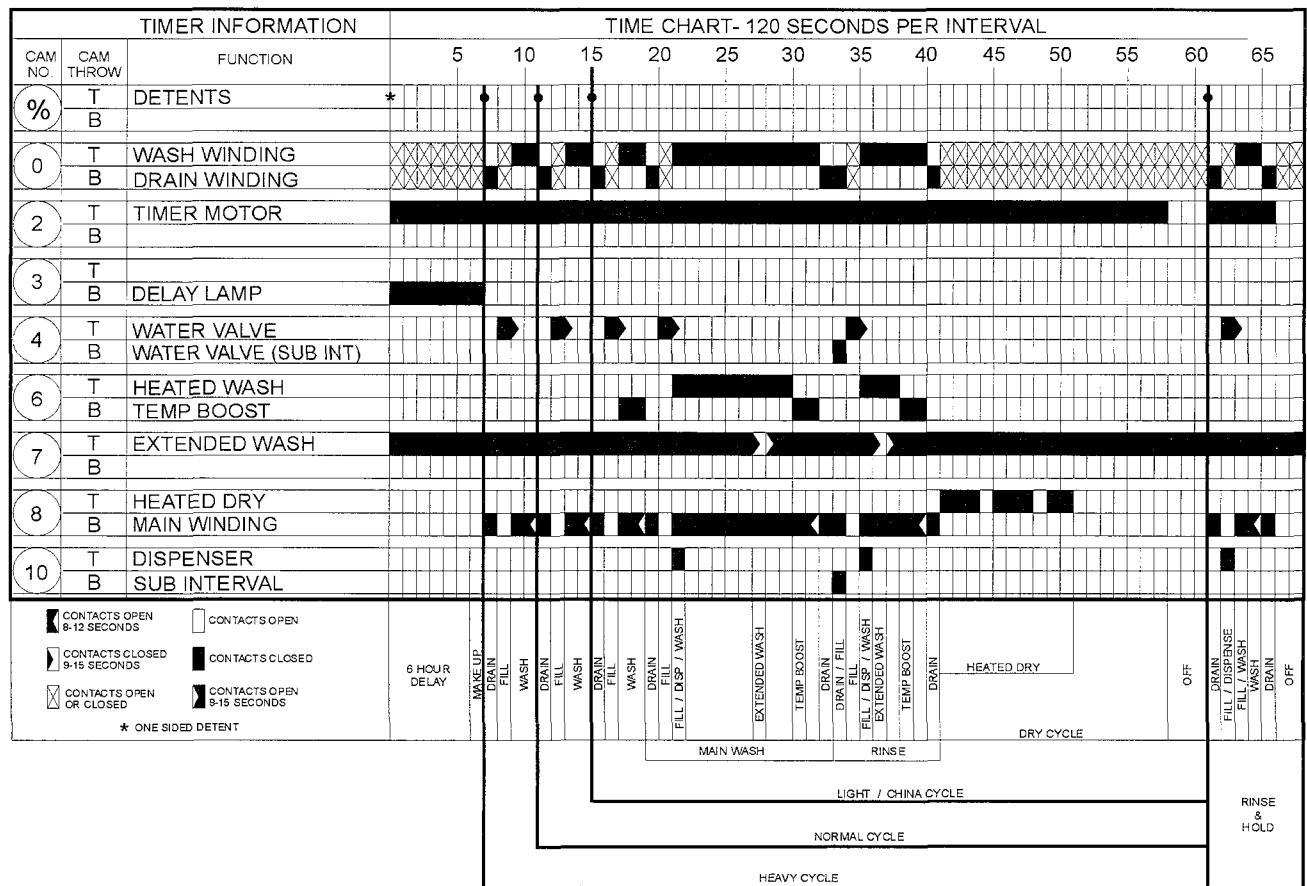 TIMER INFORMATION TIME CHART- 120 SECONDS PER INTERVAL
CAM NO. CAM THROW FUNCTION 5 10 15 20 25 30 35 40 45 50 55 60 65
% T DETENTS *
B
0 T WASH WINDING
B DRAIN WINDING
2 T TIMER MOTOR
B
3 T
B DELAY LAMP
4 T WATER VALVE
B WATER VALVE (SUB INT)
6 T HEATED WASH
B TEMP BOOST
7 T EXTENDED WASH
B
8 T HEATED DRY
B MAIN WINDING
10 T DISPENSER
B SUB INTERVAL
CONTACTS OPEN 8-12 SECONDS
CONTACTS OPEN
CONTACTS CLOSED 9-15 SECONDS
CONTACTS CLOSED
CONTACTS OPEN OR CLOSED
CONTACTS OPEN 9-15 SECONDS
* ONE SIDED DETENT
6 HOUR DELAY
MAKE UP
DRAIN
FILL
WASH
DRAIN
FILL
WASH
DRAIN
FILL
WASH
DRAIN
FILL
FILL / DISP / WASH
EXTENDED WASH
TEMP BOOST
DRAIN
DRAIN / FILL
FILL
FILL / DISP / WASH
EXTENDED WASH
TEMP BOOST
DRAIN
HEATED DRY
OFF
DRAIN
FILL / DISPENSE
FILL / WASH
WASH
DRAIN
OFF
DRY CYCLE
MAIN WASH RINSE
LIGHT / CHINA CYCLE
RINSE & HOLD
NORMAL CYCLE
HEAVY CYCLE